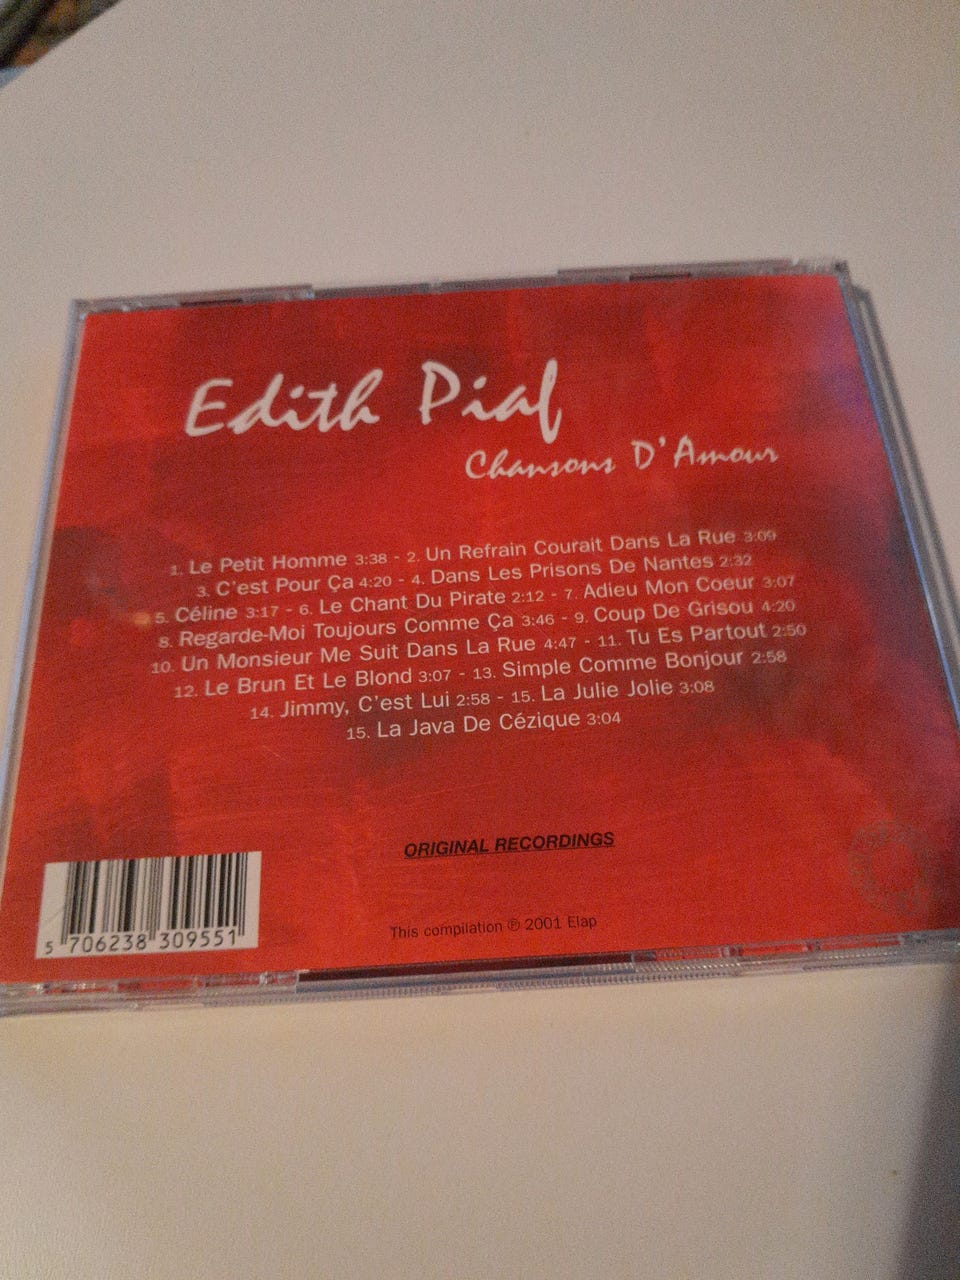 Edith Piaf
Chansons D'Amour
1. Le Petit Homme 3:38 - 2. Un Refrain Courait Dans La Rue 3:09
3. C'est Pour Ça 4:20 - 4. Dans Les Prisons De Nantes 2:32
5. Céline 3:17 - 6. Le Chant Du Pirate 2:12 - 7. Adieu Mon Coeur 3:07
8. Regarde-Moi Toujours Comme Ça 3:46 - 9. Coup De Grisou 4:20
10. Un Monsieur Me Suit Dans La Rue 4:47 - 11. Tu Es Partout 2:50
12. Le Brun Et Le Blond 3:07 - 13. Simple Comme Bonjour 2:58
14. Jimmy, C'est Lui 2:58 - 15. La Julie Jolie 3:08
15. La Java De Cézique 3:04
ORIGINAL RECORDINGS
This compilation ℗ 2001 Elap
5 706238 309551